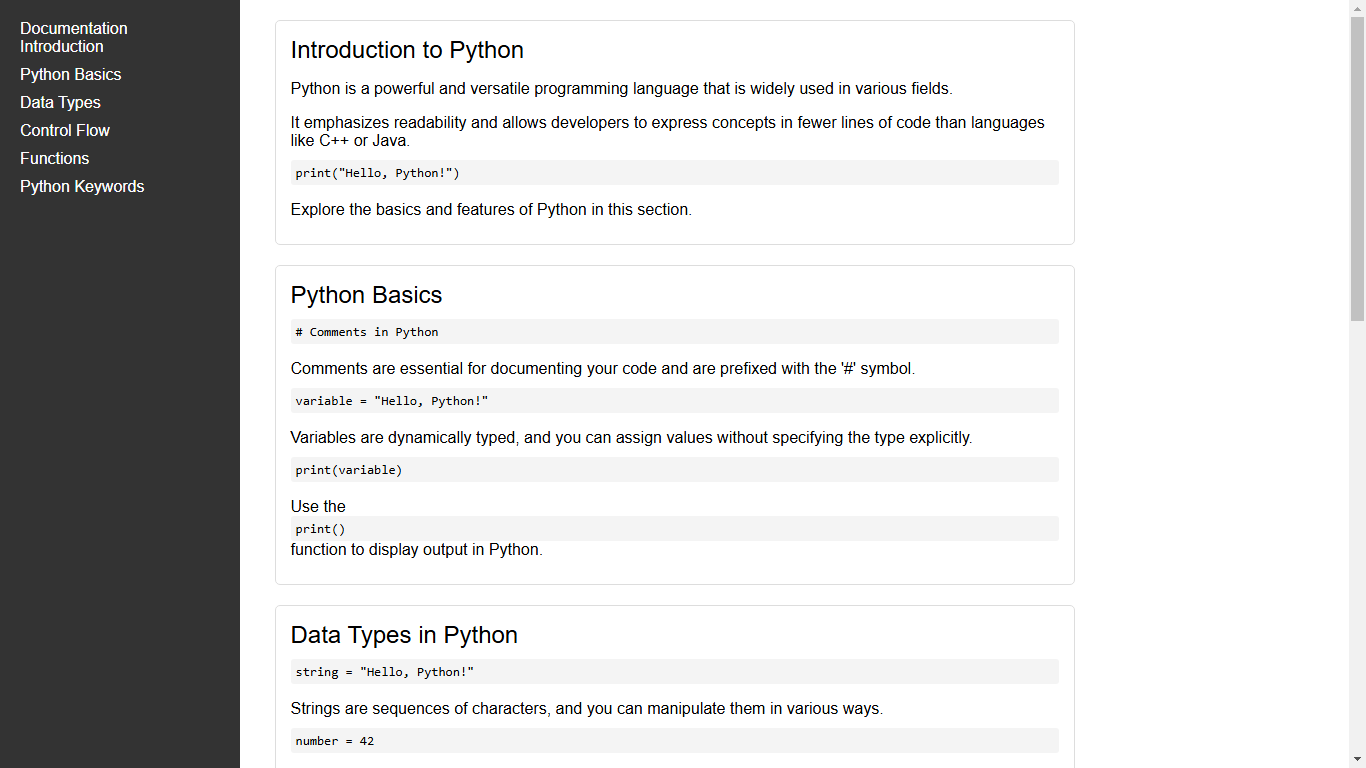 Documentation
Introduction
Python Basics
Data Types
Control Flow
Functions
Python Keywords
Introduction to Python
Python is a powerful and versatile programming language that is widely used in various fields.
It emphasizes readability and allows developers to express concepts in fewer lines of code than languages
like C++ or Java.
print("Hello, Python!")
Explore the basics and features of Python in this section.
Python Basics
# Comments in Python
Comments are essential for documenting your code and are prefixed with the '#' symbol.
variable = "Hello, Python!"
Variables are dynamically typed, and you can assign values without specifying the type explicitly.
print(variable)
Use the
print()
function to display output in Python.
Data Types in Python
string = "Hello, Python!"
Strings are sequences of characters, and you can manipulate them in various ways.
number = 42